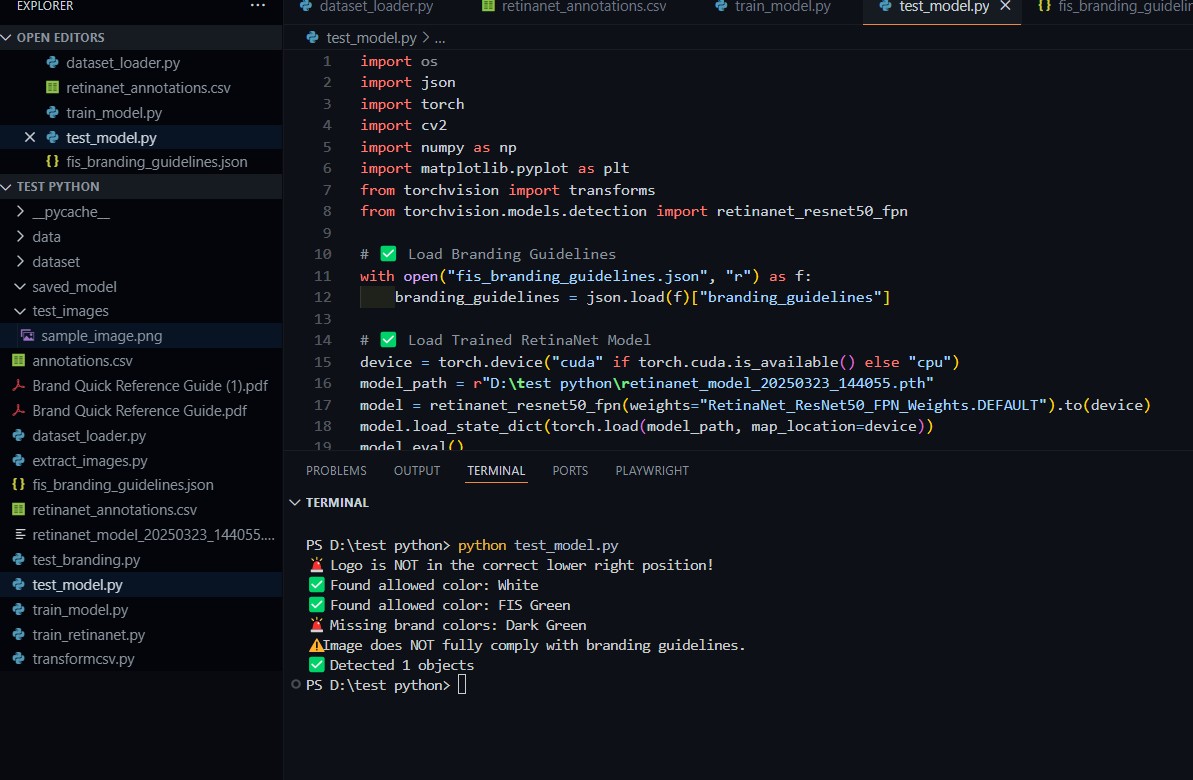 EXPLORER
...
OPEN EDITORS
dataset_loader.py
retinanet_annotations.csv
train_model.py
test_model.py
fis_branding_guidelines.json
TEST PYTHON
__pycache__
data
dataset
saved_model
test_images
sample_image.png
annotations.csv
Brand Quick Reference Guide (1).pdf
Brand Quick Reference Guide.pdf
dataset_loader.py
extract_images.py
fis_branding_guidelines.json
retinanet_annotations.csv
retinanet_model_20250323_144055....
test_branding.py
test_model.py
train_model.py
train_retinanet.py
transformcsv.py
dataset_loader.py retinanet_annotations.csv train_model.py test_model.py fis_branding_guidelin
test_model.py > ...
1 import os
2 import json
3 import torch
4 import cv2
5 import numpy as np
6 import matplotlib.pyplot as plt
7 from torchvision import transforms
8 from torchvision.models.detection import retinanet_resnet50_fpn
9
10 # ✅ Load Branding Guidelines
11 with open("fis_branding_guidelines.json", "r") as f:
12     branding_guidelines = json.load(f)["branding_guidelines"]
13
14 # ✅ Load Trained RetinaNet Model
15 device = torch.device("cuda" if torch.cuda.is_available() else "cpu")
16 model_path = r"D:\test python\retinanet_model_20250323_144055.pth"
17 model = retinanet_resnet50_fpn(weights="RetinaNet_ResNet50_FPN_Weights.DEFAULT").to(device)
18 model.load_state_dict(torch.load(model_path, map_location=device))
19 model.eval()
PROBLEMS OUTPUT TERMINAL PORTS PLAYWRIGHT
TERMINAL
PS D:\test python> python test_model.py
🚨 Logo is NOT in the correct lower right position!
✅ Found allowed color: White
✅ Found allowed color: FIS Green
🚨 Missing brand colors: Dark Green
⚠️Image does NOT fully comply with branding guidelines.
✅ Detected 1 objects
PS D:\test python>